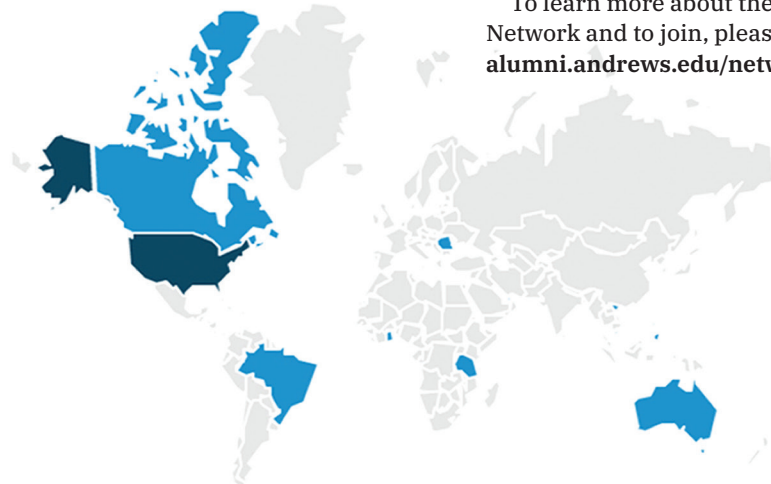 To learn more about the
Network and to join, pleas
alumni.andrews.edu/netw